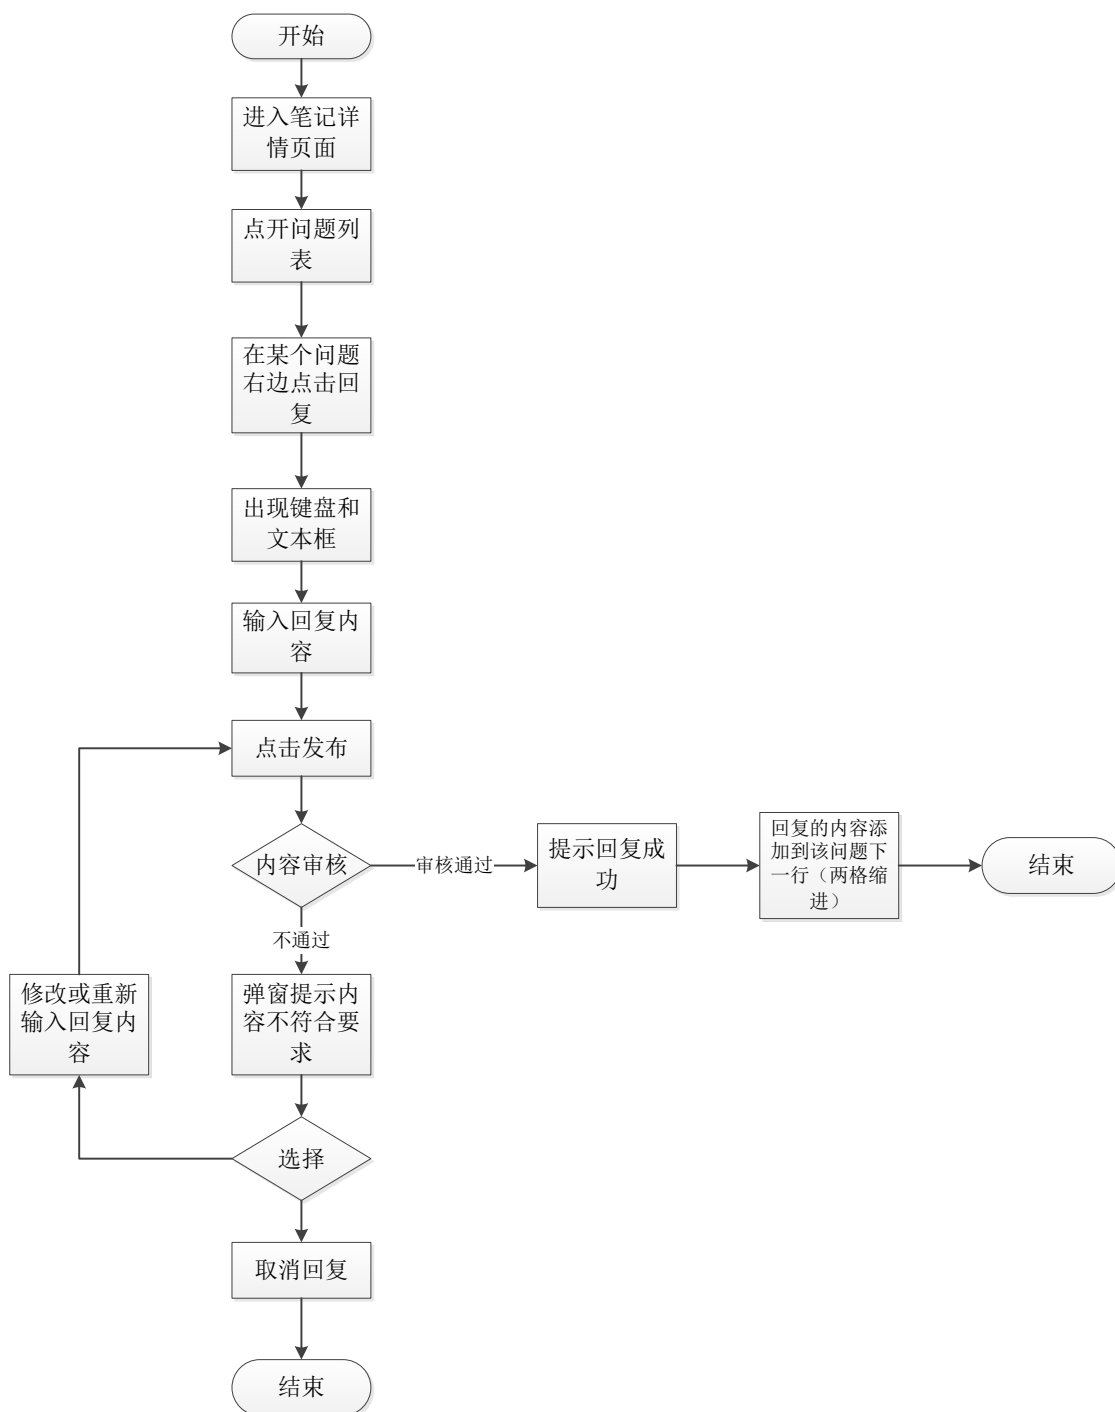 开始
进入笔记详
情页面
点开问题列
表
在某个问题
右边点击回
复
出现键盘和
文本框
输入回复内
容
点击发布
内容审核
审核通过
提示回复成
功
回复的内容添
加到该问题下
一行（两格缩
进）
结束
不通过
修改或重新
输入回复内
容
弹窗提示内
容不符合要
求
选择
取消回复
结束